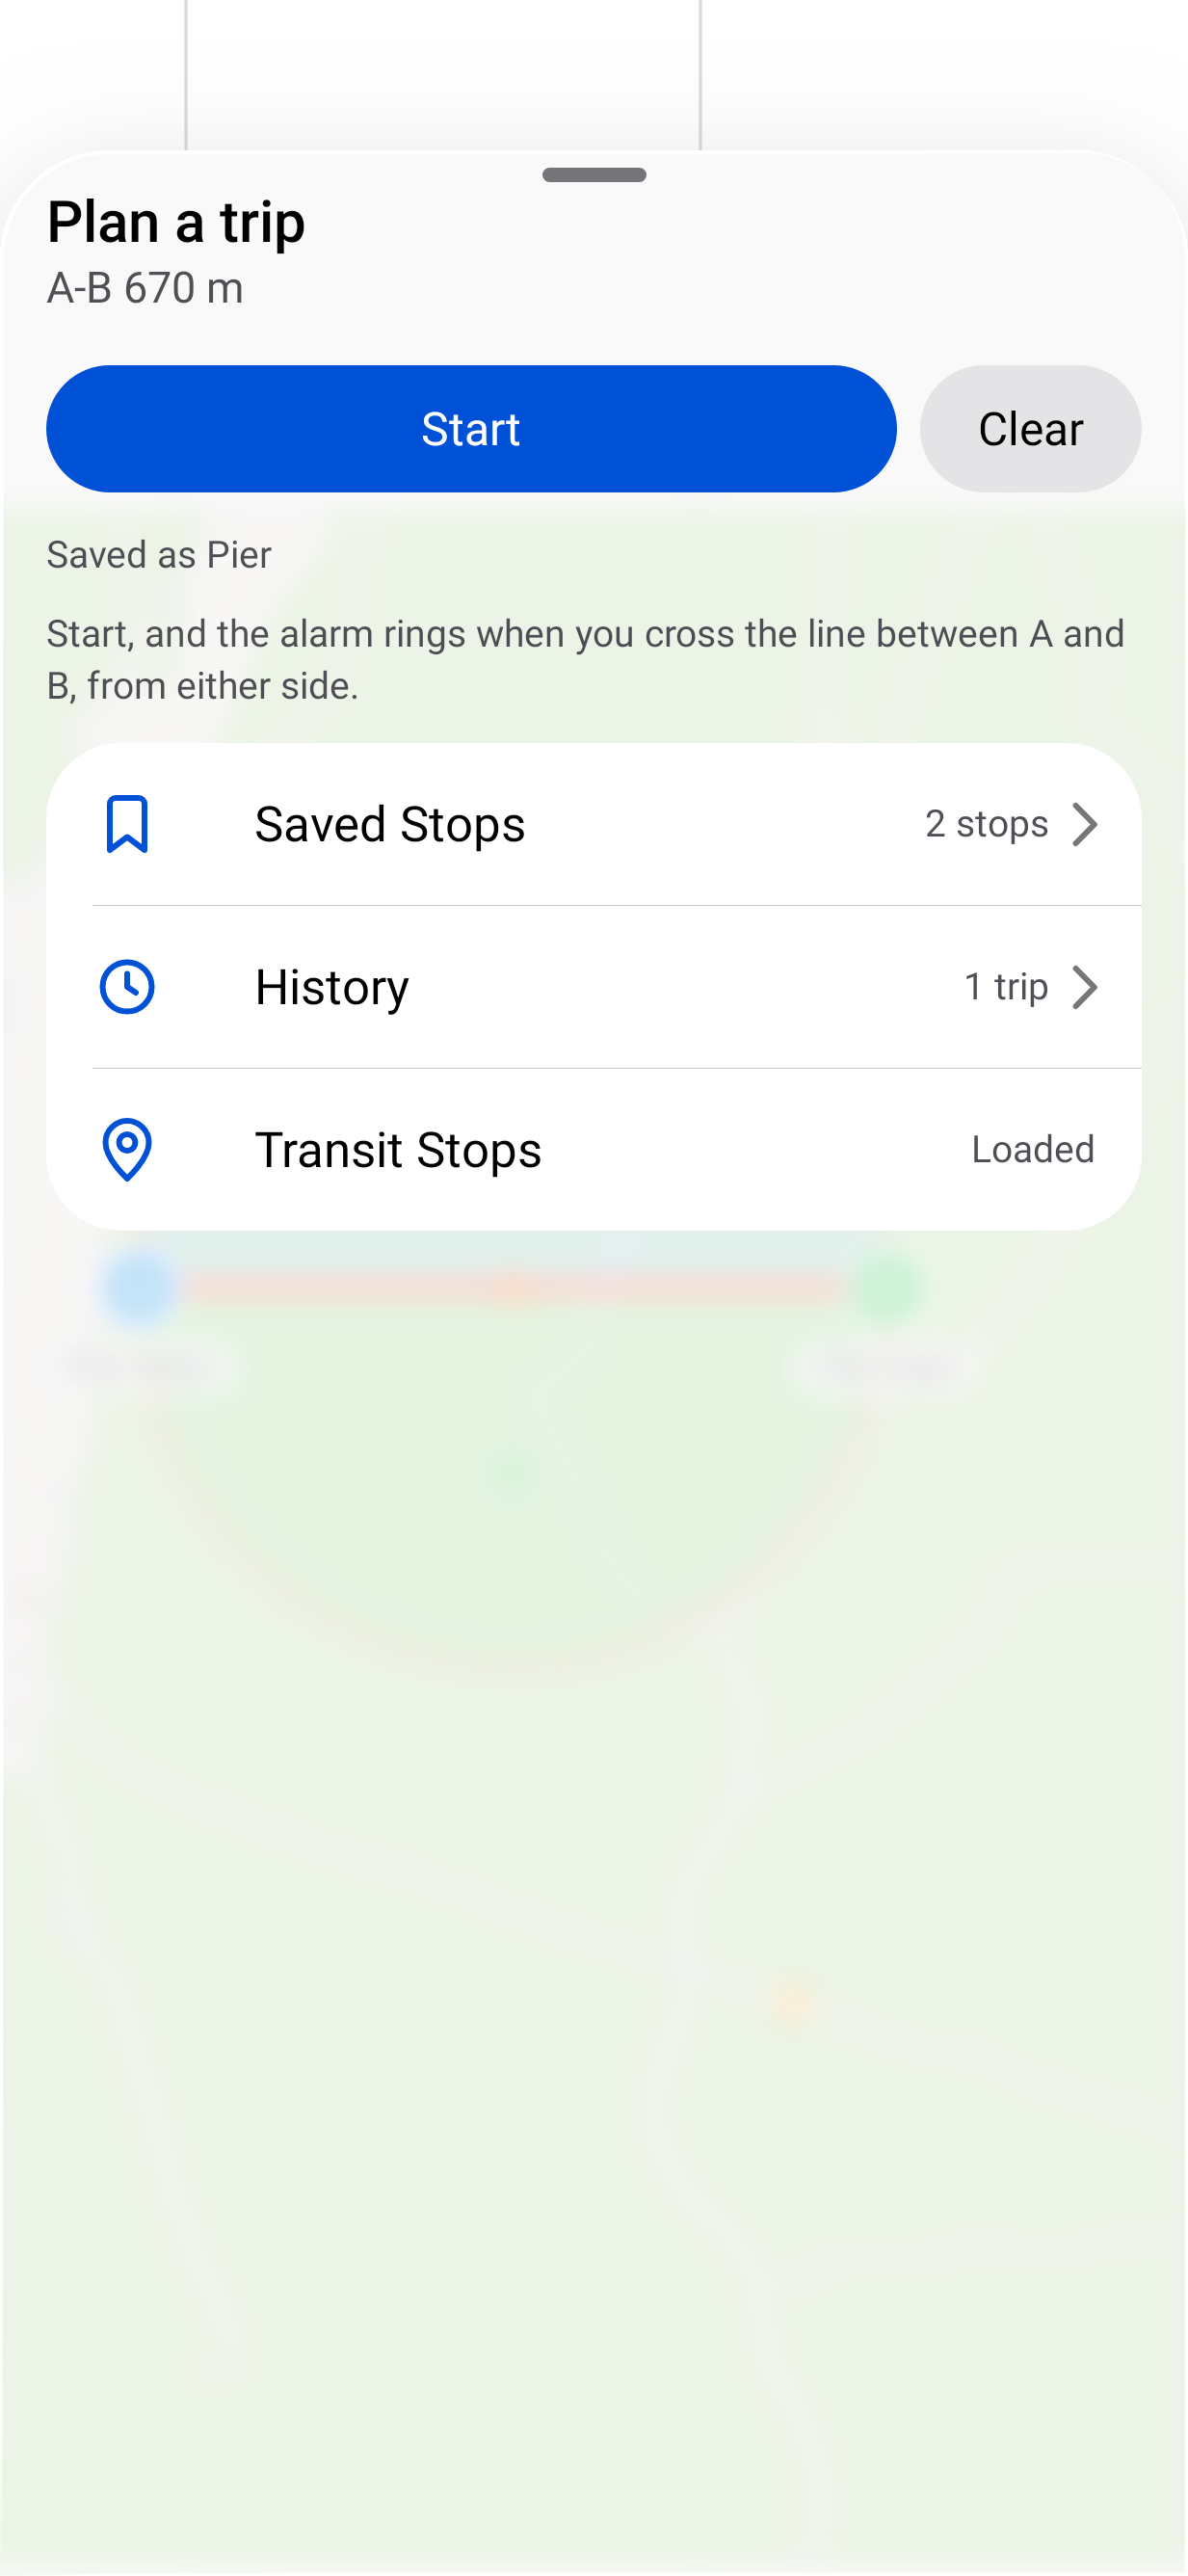 Plan a trip
A-B 670 m
Start
Clear
Saved as Pier
Start, and the alarm rings when you cross the line between A and
B, from either side.
Saved Stops
2 stops
History
1 trip
Transit Stops
Loaded